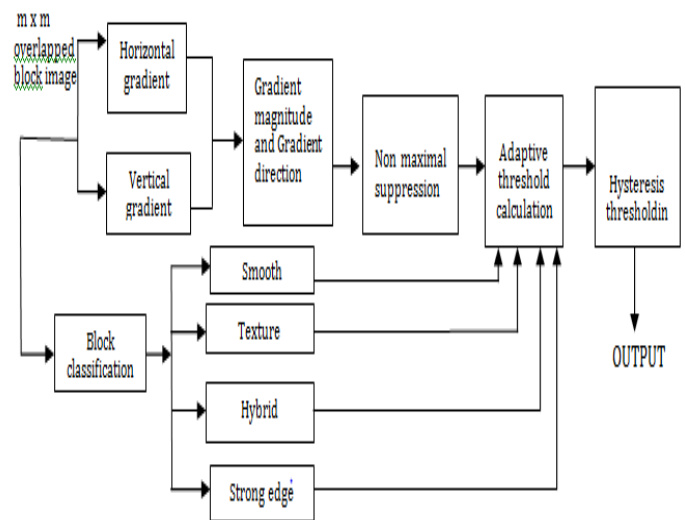 m x m
overlapped
block image
Horizontal
gradient
Vertical
gradient
Gradient
magnitude
and Gradient
direction
Non maximal
suppression
Adaptive
threshold
calculation
Hysteresis
thresholdin
OUTPUT
Block
classification
Smooth
Texture
Hybrid
Strong edge